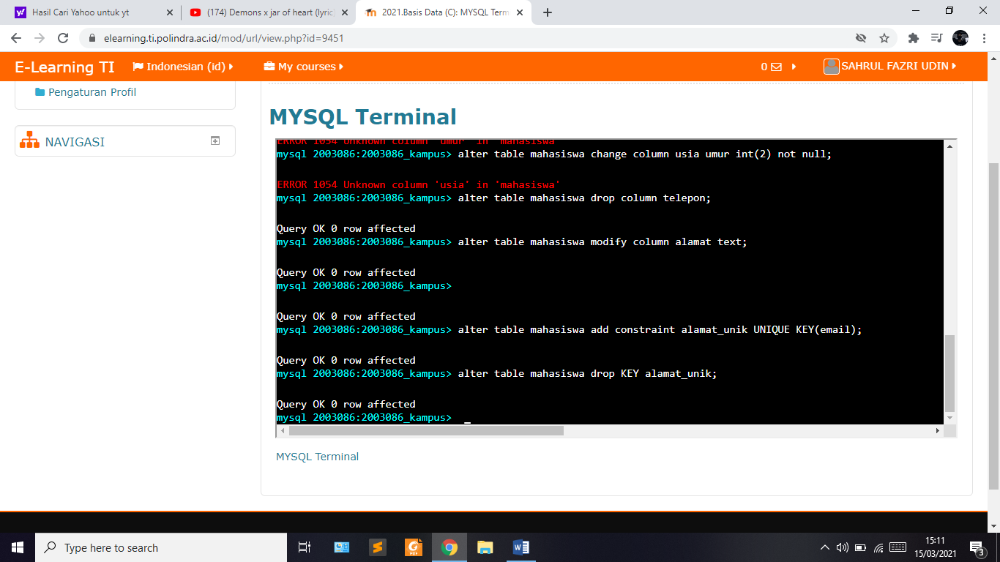 Hasil Cari Yahoo untuk yt
(174) Demons x jar of heart (lyric
2021.Basis Data (C): MYSQL Term
elearning.ti.polindra.ac.id/mod/url/view.php?id=9451
E-Learning TI
Indonesian (id)
My courses
0
SAHRUL FAZRI UDIN
Pengaturan Profil
NAVIGASI
MYSQL Terminal
ERROR 1054 Unknown column 'umur' in 'mahasiswa'
mysql 2003086:2003086_kampus> alter table mahasiswa change column usia umur int(2) not null;
ERROR 1054 Unknown column 'usia' in 'mahasiswa'
mysql 2003086:2003086_kampus> alter table mahasiswa drop column telepon;
Query OK 0 row affected
mysql 2003086:2003086_kampus> alter table mahasiswa modify column alamat text;
Query OK 0 row affected
mysql 2003086:2003086_kampus>
Query OK 0 row affected
mysql 2003086:2003086_kampus> alter table mahasiswa add constraint alamat_unik UNIQUE KEY(email);
Query OK 0 row affected
mysql 2003086:2003086_kampus> alter table mahasiswa drop KEY alamat_unik;
Query OK 0 row affected
mysql 2003086:2003086_kampus> _
MYSQL Terminal
Type here to search
15:11
15/03/2021
3